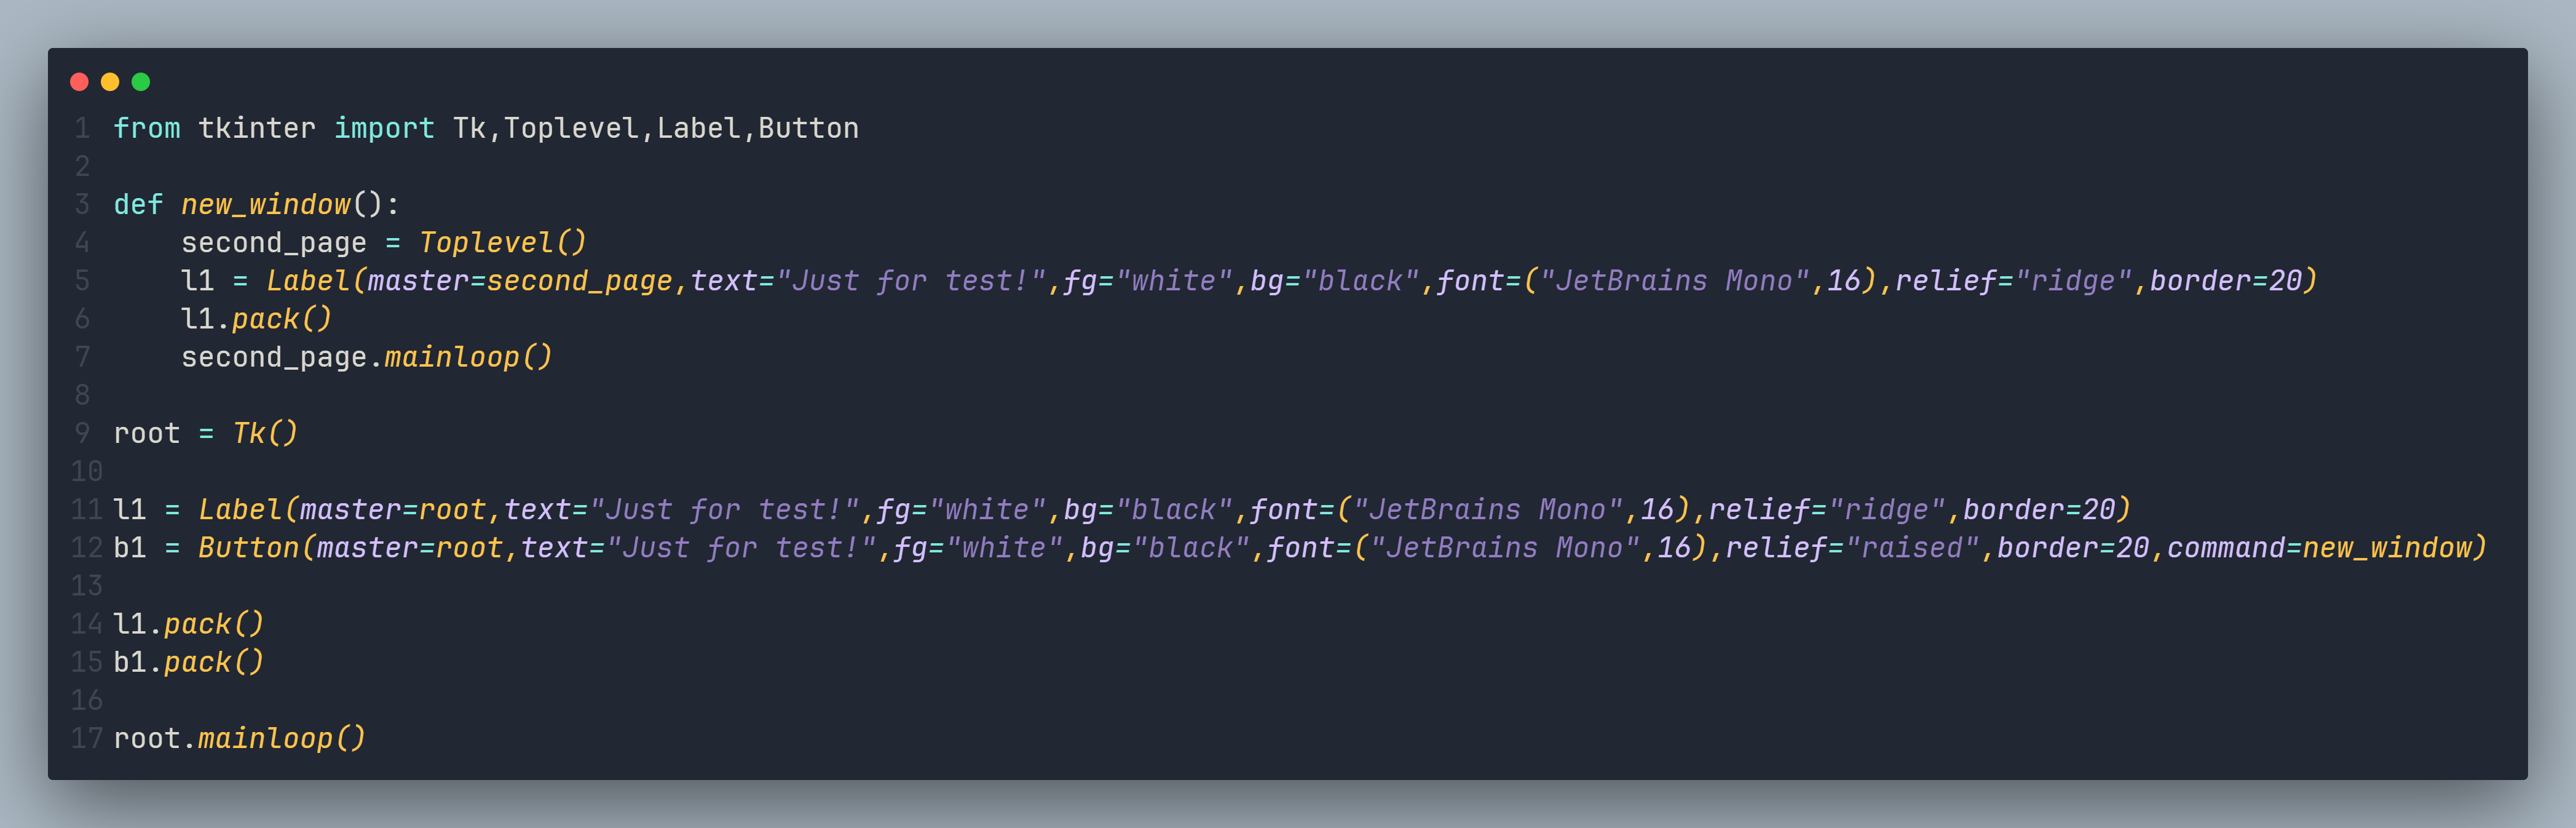 1 from tkinter import Tk,Toplevel,Label,Button
2
3 def new_window():
4     second_page = Toplevel()
5     l1 = Label(master=second_page,text="Just for test!",fg="white",bg="black",font=("JetBrains Mono",16),relief="ridge",border=20)
6     l1.pack()
7     second_page.mainloop()
8
9 root = Tk()
10
11 l1 = Label(master=root,text="Just for test!",fg="white",bg="black",font=("JetBrains Mono",16),relief="ridge",border=20)
12 b1 = Button(master=root,text="Just for test!",fg="white",bg="black",font=("JetBrains Mono",16),relief="raised",border=20,command=new_window)
13
14 l1.pack()
15 b1.pack()
16
17 root.mainloop()